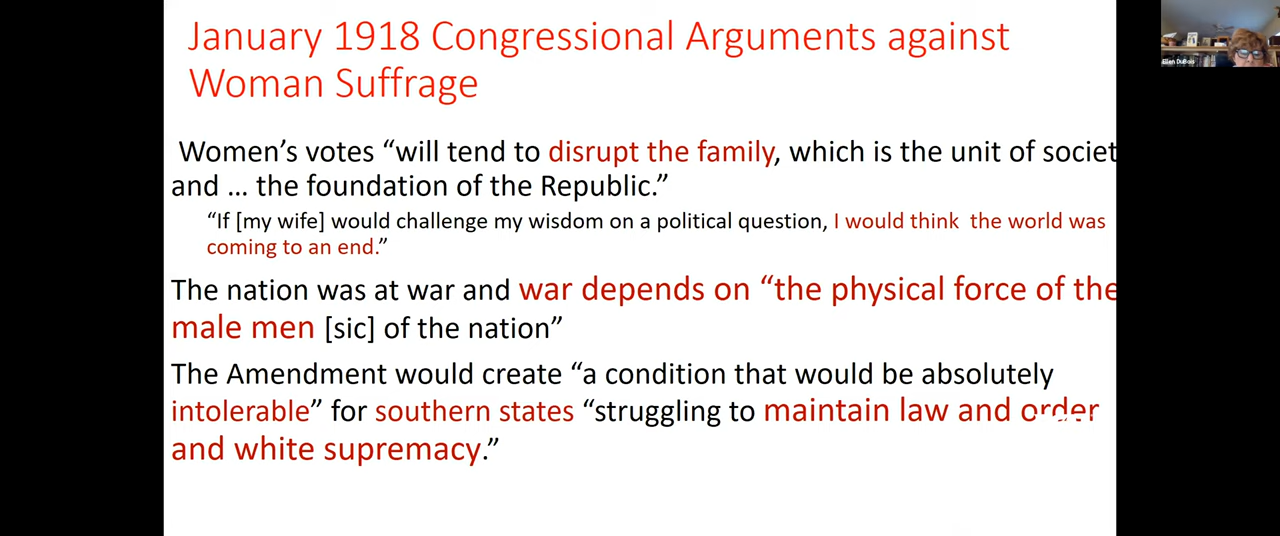 January 1918 Congressional Arguments against
Woman Suffrage
Ellen DuBois
Women's votes “will tend to disrupt the family, which is the unit of societ
and … the foundation of the Republic.”
“If [my wife] would challenge my wisdom on a political question, I would think the world was
coming to an end.”
The nation was at war and war depends on “the physical force of the
male men [sic] of the nation”
The Amendment would create “a condition that would be absolutely
intolerable” for southern states “struggling to maintain law and order
and white supremacy.”